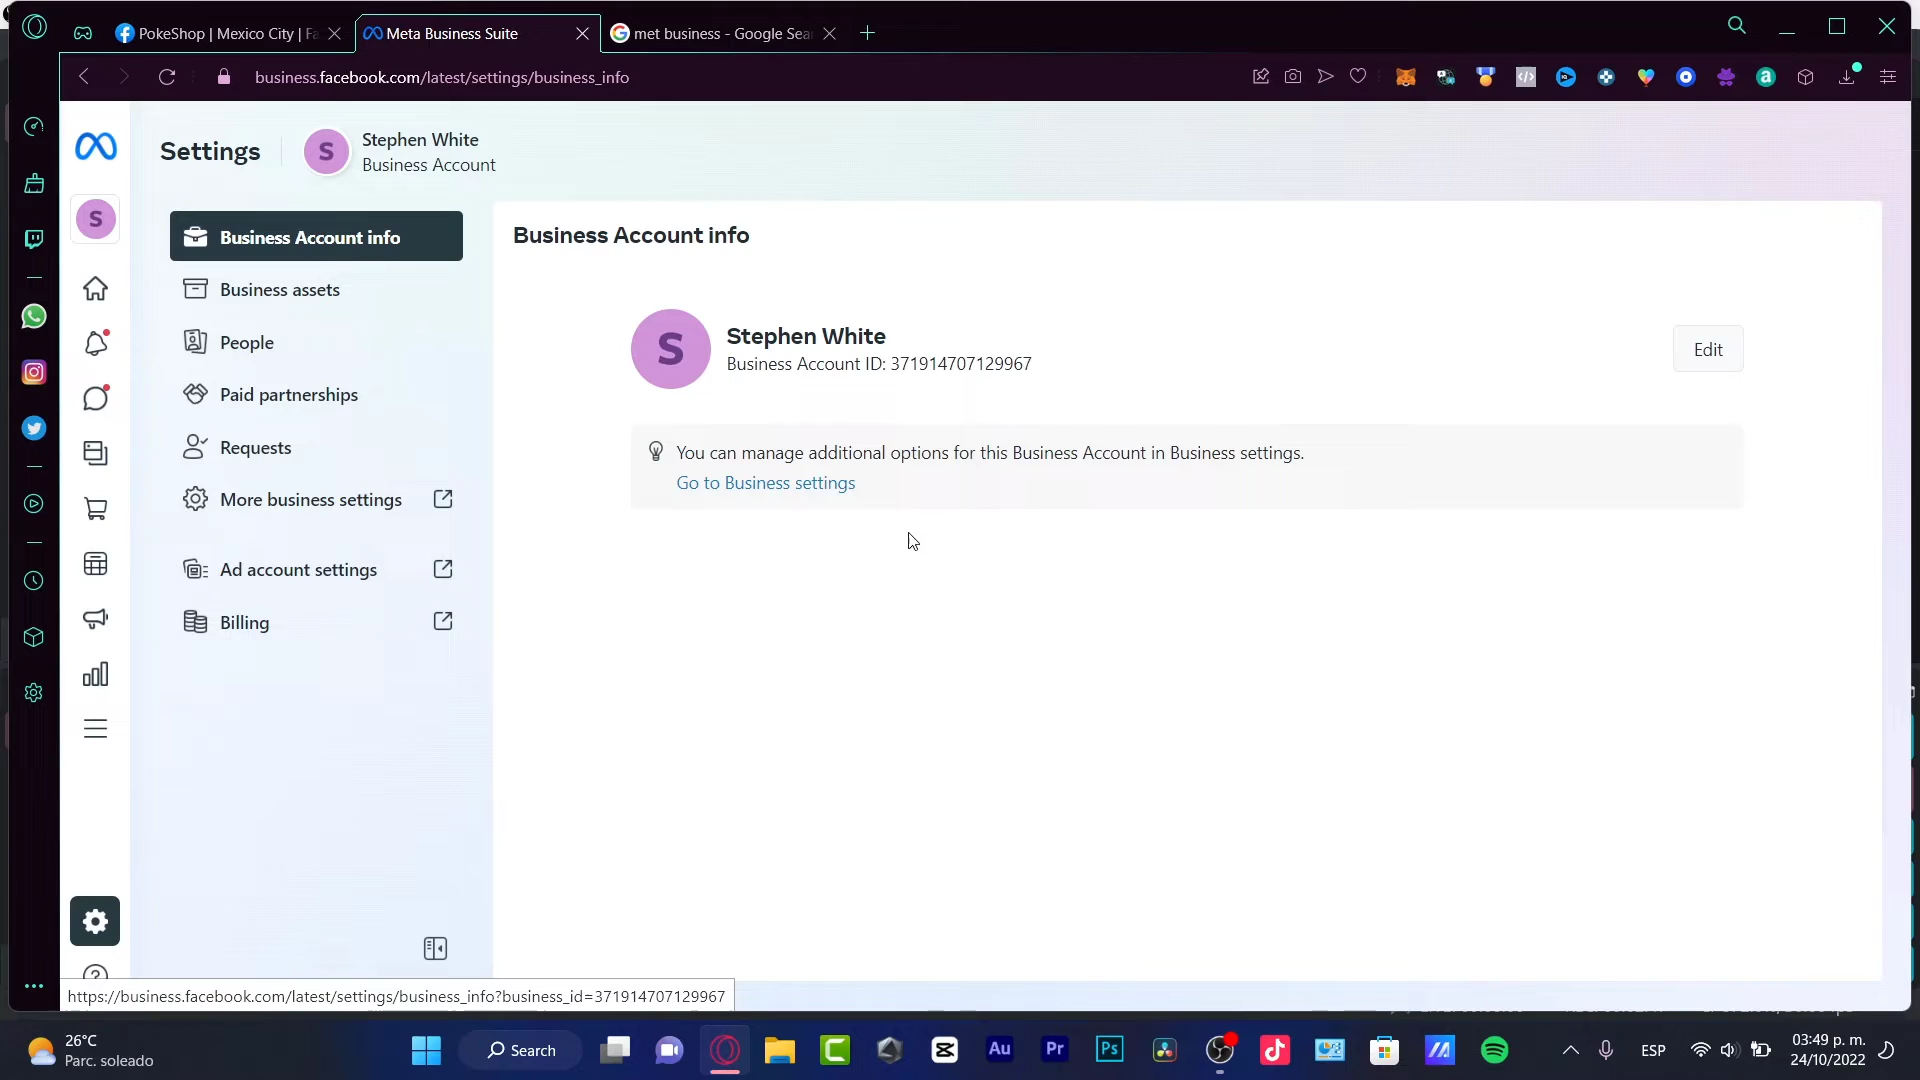 PokeShop | Mexico City | Fa
Meta Business Suite
met business - Google Sea
business.facebook.com/latest/settings/business_info
Settings
S
Stephen White
Business Account
S
Business Account info
Business assets
People
Paid partnerships
Requests
More business settings
Ad account settings
Billing
Business Account info
S
Stephen White
Business Account ID: 371914707129967
Edit
You can manage additional options for this Business Account in Business settings.
Go to Business settings
https://business.facebook.com/latest/settings/business_info?business_id=371914707129967
26°C
Parc. soleado
Search
Au
Pr
Ps
ESP
03:49 p. m.
24/10/2022